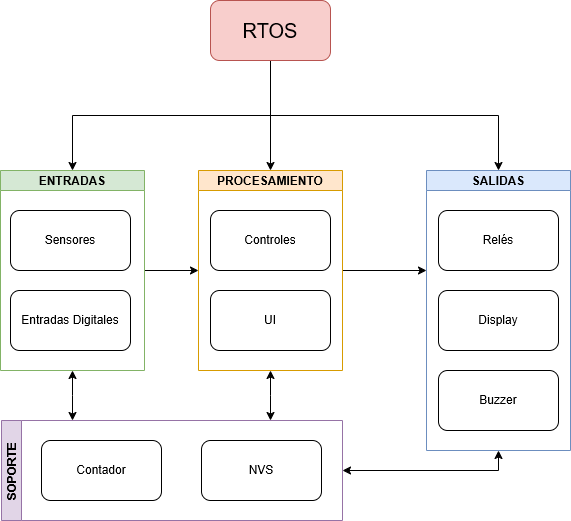 RTOS
ENTRADAS
Sensores
Entradas Digitales
PROCESAMIENTO
Controles
UI
SALIDAS
Relés
Display
Buzzer
SOPORTE
Contador
NVS